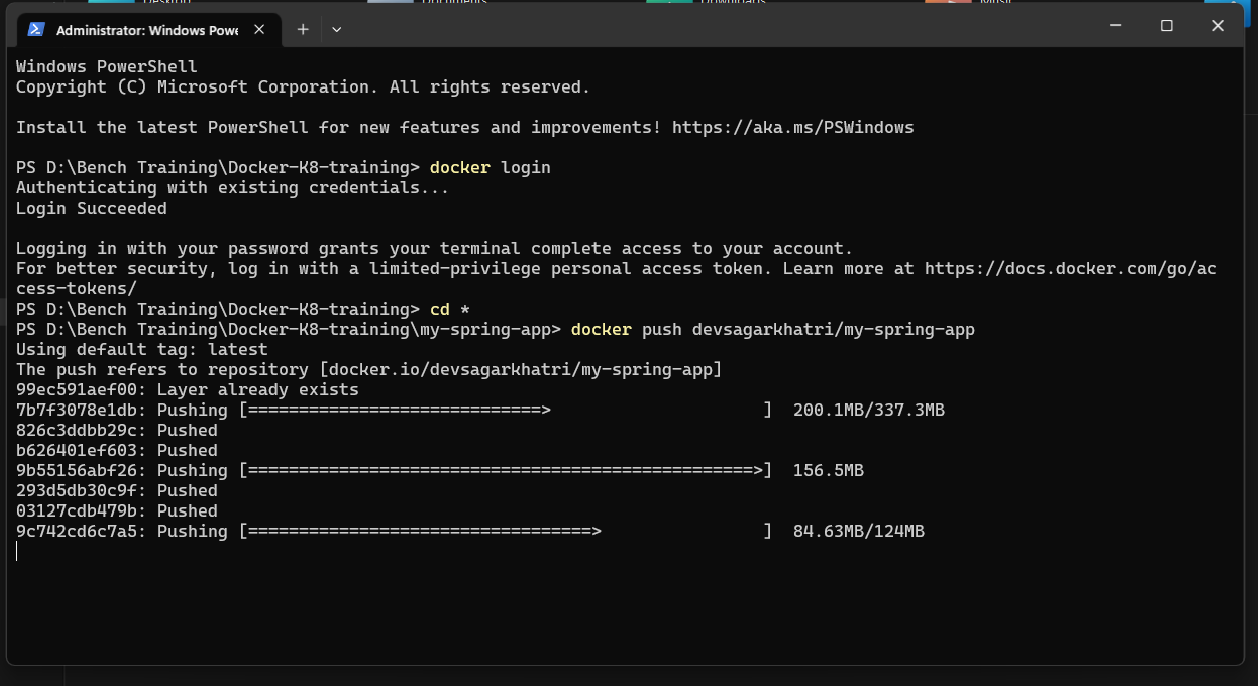 Administrator: Windows Powe
Windows PowerShell
Copyright (C) Microsoft Corporation. All rights reserved.
Install the latest PowerShell for new features and improvements! https://aka.ms/PSWindows
PS D:\Bench Training\Docker-K8-training> docker login
Authenticating with existing credentials...
Login Succeeded
Logging in with your password grants your terminal complete access to your account.
For better security, log in with a limited-privilege personal access token. Learn more at https://docs.docker.com/go/ac
cess-tokens/
PS D:\Bench Training\Docker-K8-training> cd *
PS D:\Bench Training\Docker-K8-training\my-spring-app> docker push devsagarkhatri/my-spring-app
Using default tag: latest
The push refers to repository [docker.io/devsagarkhatri/my-spring-app]
99ec591aef00: Layer already exists
7b7f3078e1db: Pushing [=============================>                     ]  200.1MB/337.3MB
826c3ddbb29c: Pushed
b626401ef603: Pushed
9b55156abf26: Pushing [==================================================>]  156.5MB
293d5db30c9f: Pushed
03127cdb479b: Pushed
9c742cd6c7a5: Pushing [==================================>                ]  84.63MB/124MB